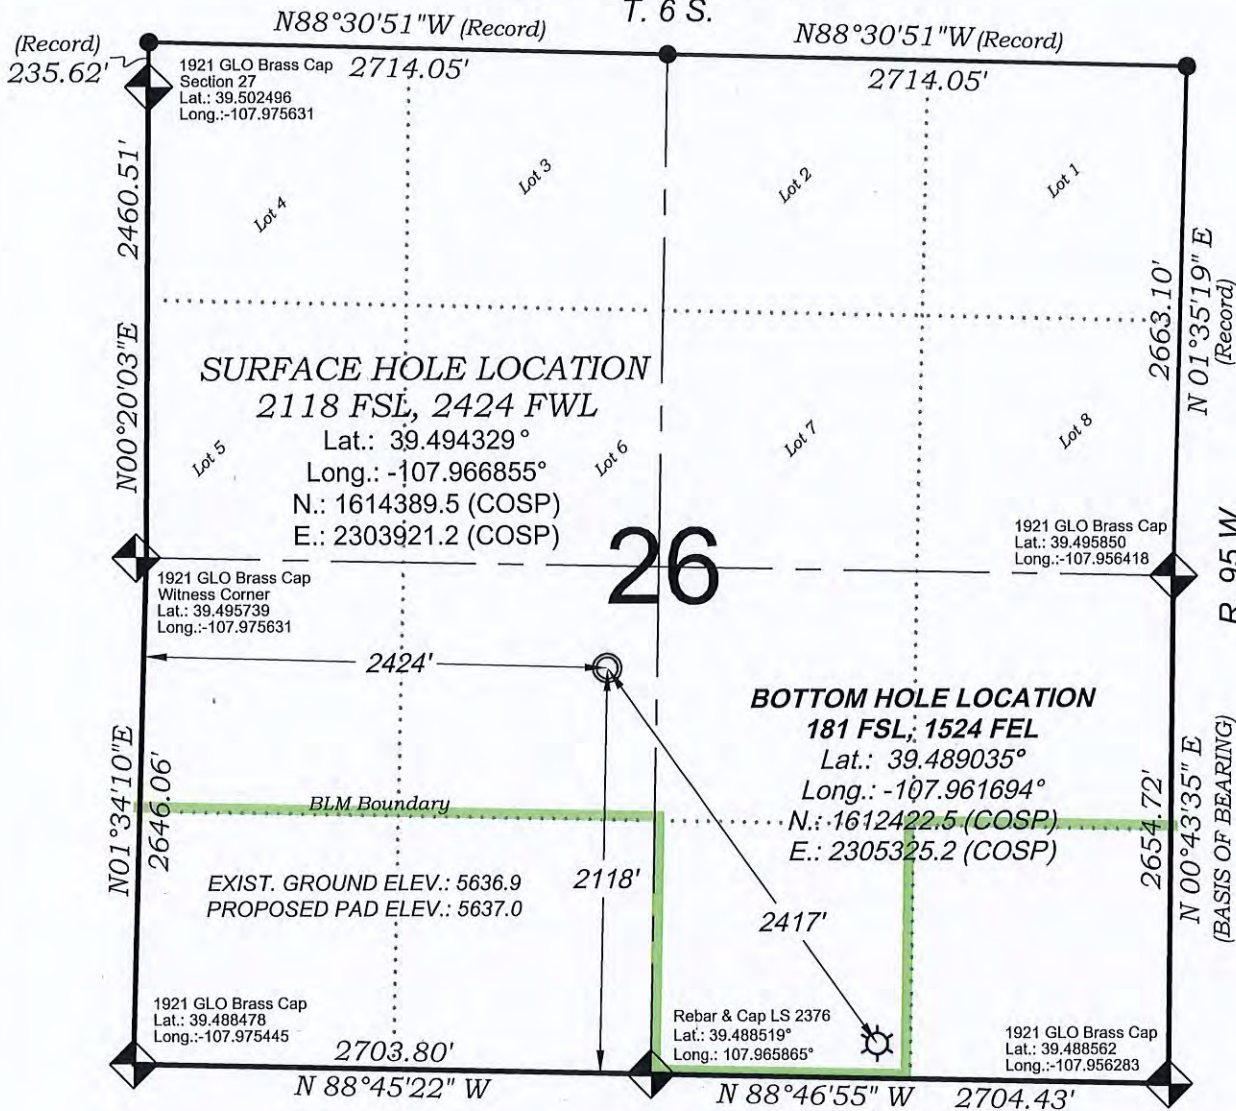 T. 6 S.
N88°30'51"W (Record)
N88°30'51"W (Record)
(Record)
235.62'
1921 GLO Brass Cap
Section 27
Lat.: 39.502496
Long.:-107.975631
2714.05'
2714.05'
2460.51'
N00°20'03"E
Lot 4
Lot 3
Lot 2
Lot 1
2663.10'
N 01°35'19" E
(Record)
SURFACE HOLE LOCATION
2118 FSL, 2424 FWL
Lat.: 39.494329°
Long.: -107.966855°
N.: 1614389.5 (COSP)
E.: 2303921.2 (COSP)
Lot 5
Lot 6
Lot 7
Lot 8
26
1921 GLO Brass Cap
Lat.: 39.495850
Long.:-107.956418
R. 95 W.
1921 GLO Brass Cap
Witness Corner
Lat.: 39.495739
Long.:-107.975631
2424'
BOTTOM HOLE LOCATION
181 FSL, 1524 FEL
Lat.: 39.489035°
Long.: -107.961694°
N.: 1612422.5 (COSP)
E.: 2305325.2 (COSP)
N01°34'10"E
2646.06'
BLM Boundary
2654.72'
N 00°43'35" E
(BASIS OF BEARING)
EXIST. GROUND ELEV.: 5636.9
PROPOSED PAD ELEV.: 5637.0
2118'
2417'
1921 GLO Brass Cap
Lat.: 39.488478
Long.:-107.975445
Rebar & Cap LS 2376
Lat.: 39.488519°
Long.: 107.965865°
1921 GLO Brass Cap
Lat.: 39.488562
Long.:-107.956283
2703.80'
N 88°45'22" W
N 88°46'55" W
2704.43'